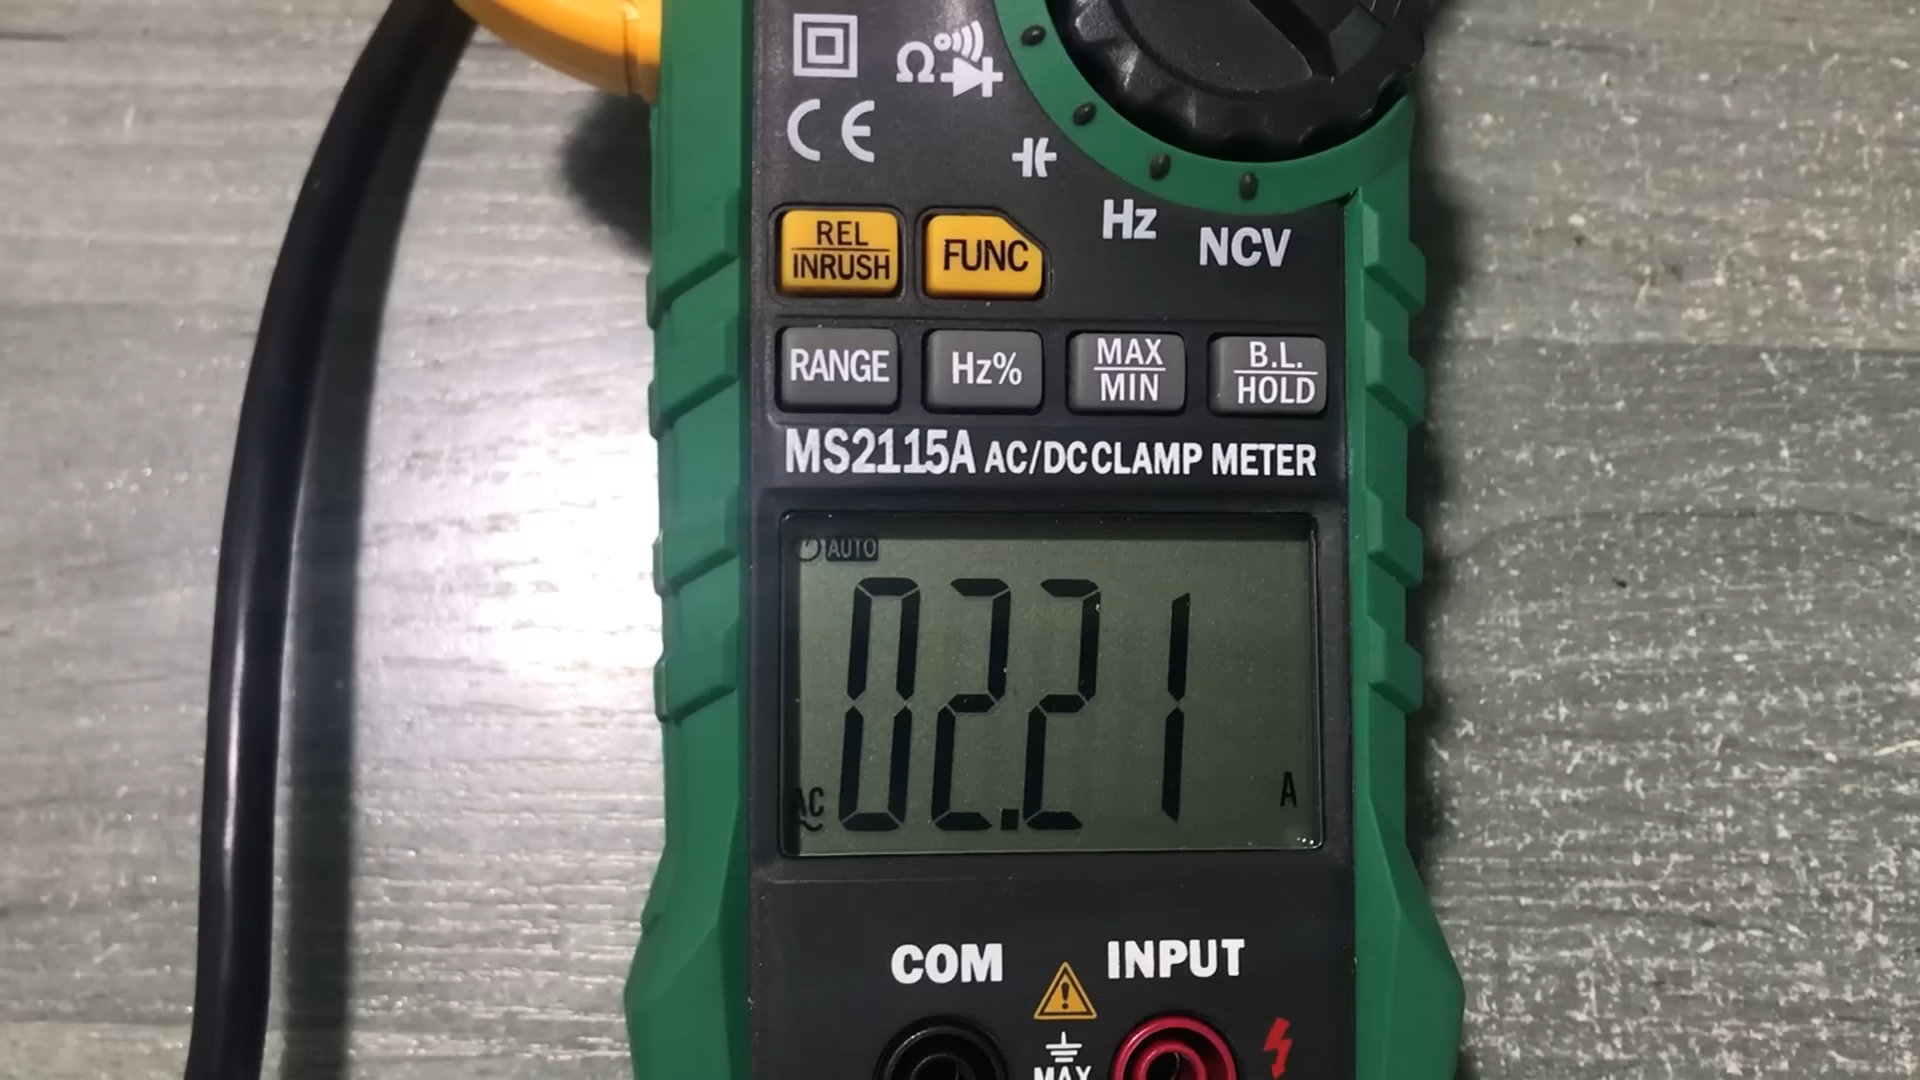 Ω
CE
Hz
NCV
REL
INRUSH
FUNC
RANGE
Hz%
MAX
MIN
B.L.
HOLD
MS2115A AC/DC CLAMP METER
AUTO
02.21
AC
A
COM
INPUT
MAX